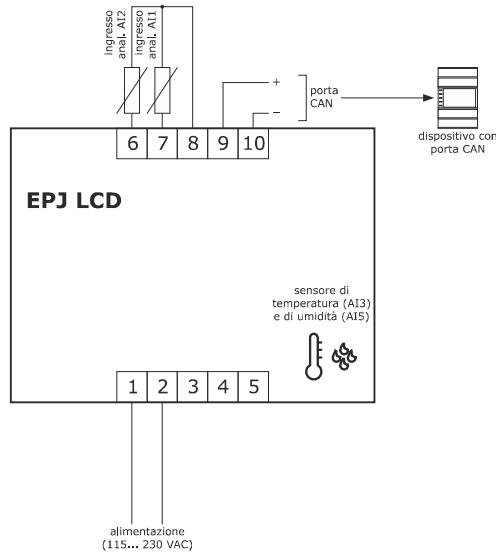 ingresso
anal. AI2
ingresso
anal. AI1
+
porta
CAN
−
dispositivo con
porta CAN
6 7 8 9 10
EPJ LCD
sensore di
temperatura (AI3)
e di umidità (AI5)
1 2 3 4 5
alimentazione
(115... 230 VAC)